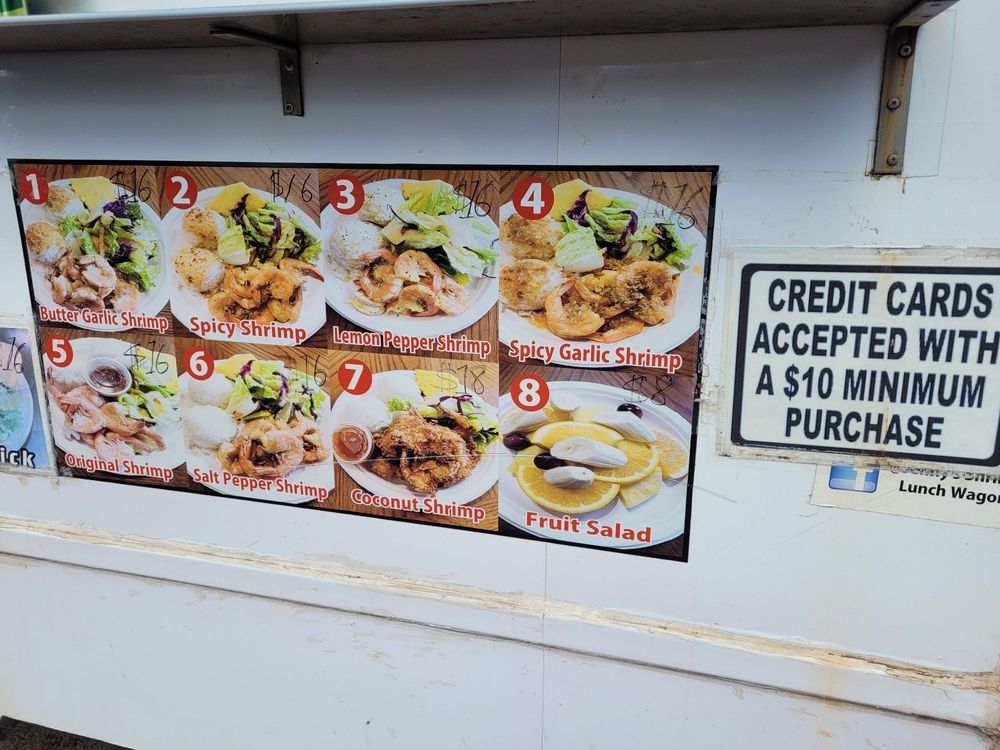 1 $16
Butter Garlic Shrimp
2 $16
Spicy Shrimp
3 $16
Lemon Pepper Shrimp
4 $16
Spicy Garlic Shrimp
5 $16
Original Shrimp
6 $16
Salt Pepper Shrimp
7 $18
Coconut Shrimp
8 $8
Fruit Salad
CREDIT CARDS
ACCEPTED WITH
A $10 MINIMUM
PURCHASE
Lunch Wagon
16
ick